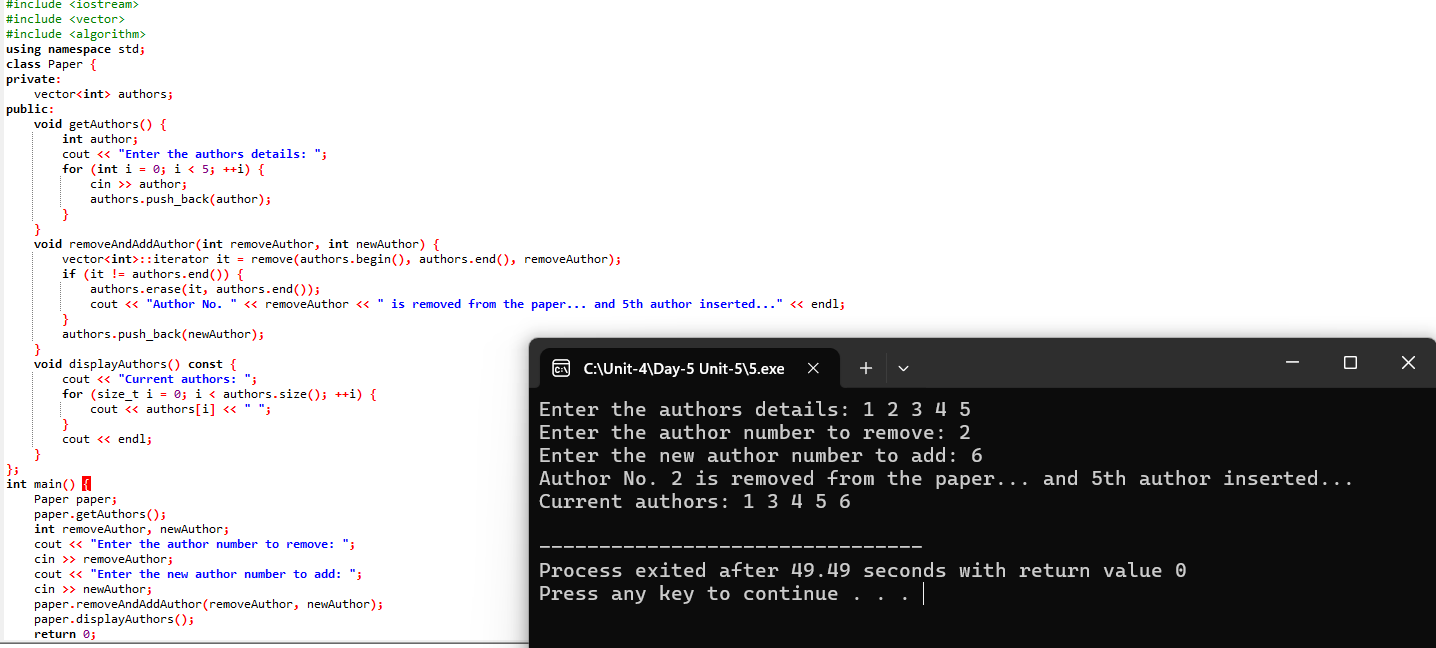 #include <iostream>
#include <vector>
#include <algorithm>
using namespace std;
class Paper {
private:
    vector<int> authors;
public:
    void getAuthors() {
        int author;
        cout << "Enter the authors details: ";
        for (int i = 0; i < 5; ++i) {
            cin >> author;
            authors.push_back(author);
        }
    }
    void removeAndAddAuthor(int removeAuthor, int newAuthor) {
        vector<int>::iterator it = remove(authors.begin(), authors.end(), removeAuthor);
        if (it != authors.end()) {
            authors.erase(it, authors.end());
            cout << "Author No. " << removeAuthor << " is removed from the paper... and 5th author inserted..." << endl;
        }
        authors.push_back(newAuthor);
    }
    void displayAuthors() const {
        cout << "Current authors: ";
        for (size_t i = 0; i < authors.size(); ++i) {
            cout << authors[i] << " ";
        }
        cout << endl;
    }
};
int main() {
    Paper paper;
    paper.getAuthors();
    int removeAuthor, newAuthor;
    cout << "Enter the author number to remove: ";
    cin >> removeAuthor;
    cout << "Enter the new author number to add: ";
    cin >> newAuthor;
    paper.removeAndAddAuthor(removeAuthor, newAuthor);
    paper.displayAuthors();
    return 0;
C:\Unit-4\Day-5 Unit-5\5.exe
Enter the authors details: 1 2 3 4 5
Enter the author number to remove: 2
Enter the new author number to add: 6
Author No. 2 is removed from the paper... and 5th author inserted...
Current authors: 1 3 4 5 6
--------------------------------
Process exited after 49.49 seconds with return value 0
Press any key to continue . . .